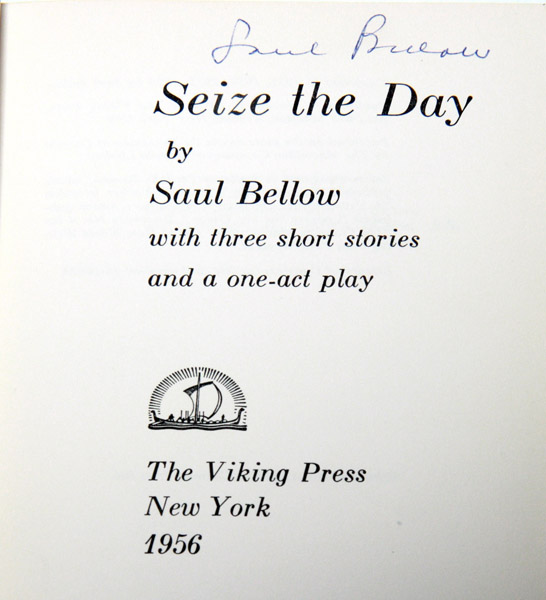 Saul Bellow
Seize the Day
by
Saul Bellow
with three short stories
and a one-act play
The Viking Press
New York
1956